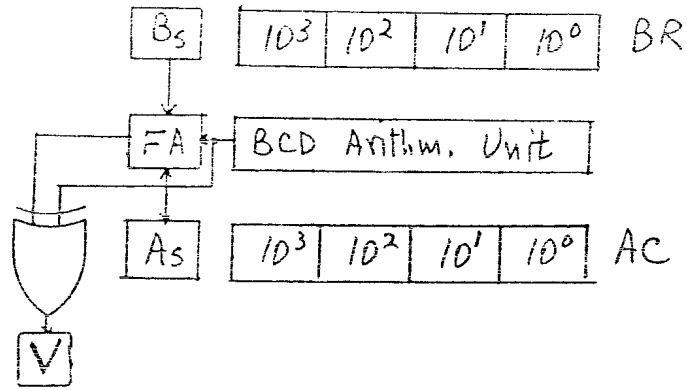 Bs 10³ 10² 10¹ 10⁰ BR
FA BCD Arithm. Unit
As 10³ 10² 10¹ 10⁰ AC
V